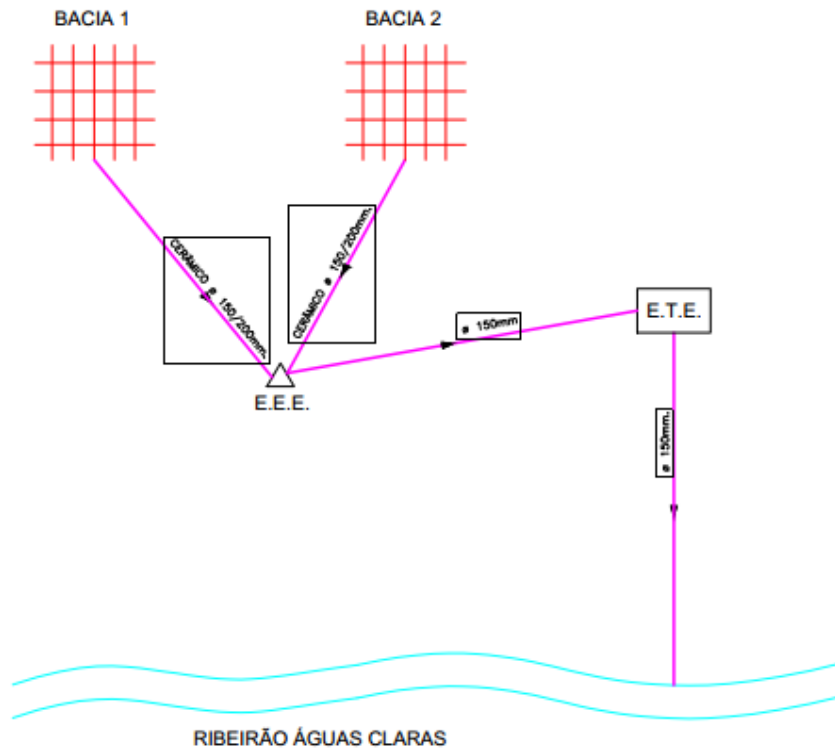 BACIA 1
BACIA 2
CERÂMICO ø 150/200mm.
CERÂMICO ø 150/200mm.
ø 150mm
E.T.E.
E.E.E.
ø 150mm.
RIBEIRÃO ÁGUAS CLARAS